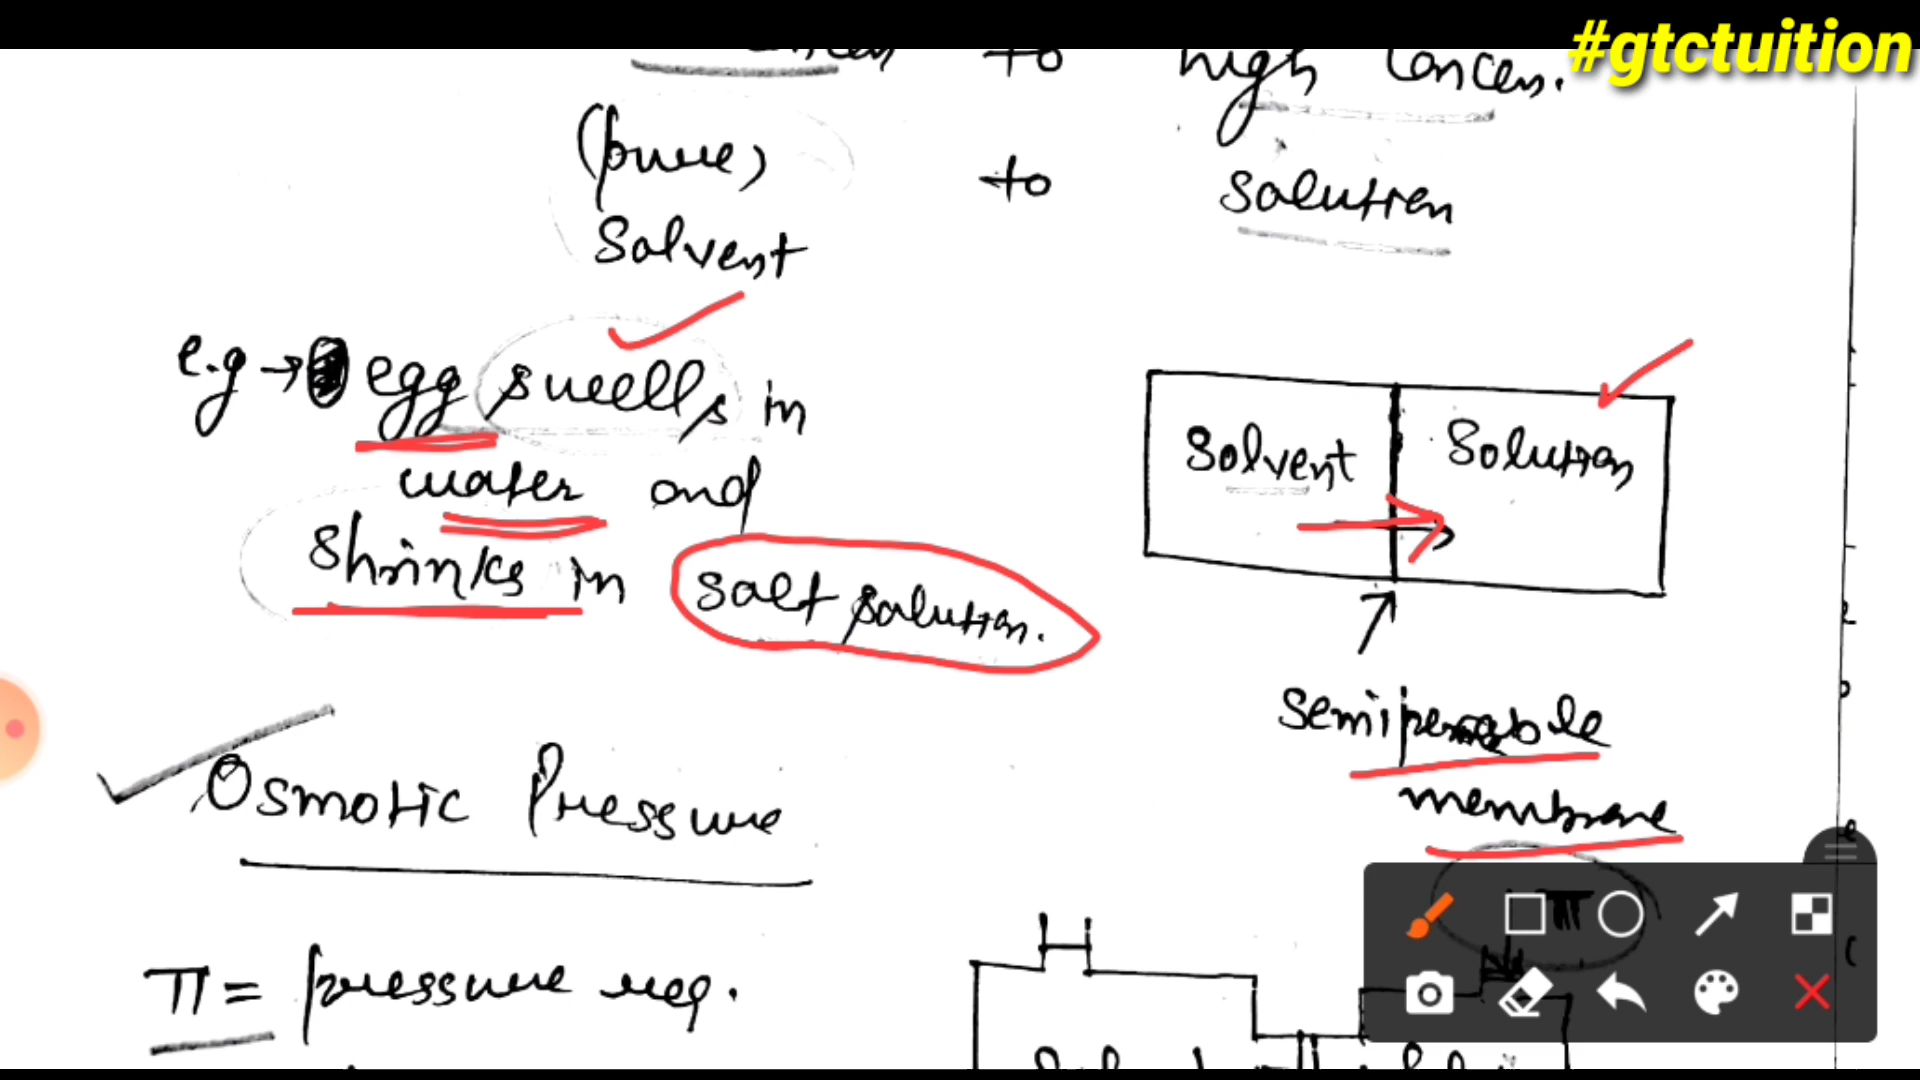 #gtctuition
to high concen.
(pure) to solution
solvent
e.g → egg swells in
water and
shrinks in salt solution.
Solvent Solution
semipermeable
membrane
Osmotic Pressure
π = pressure req.
π